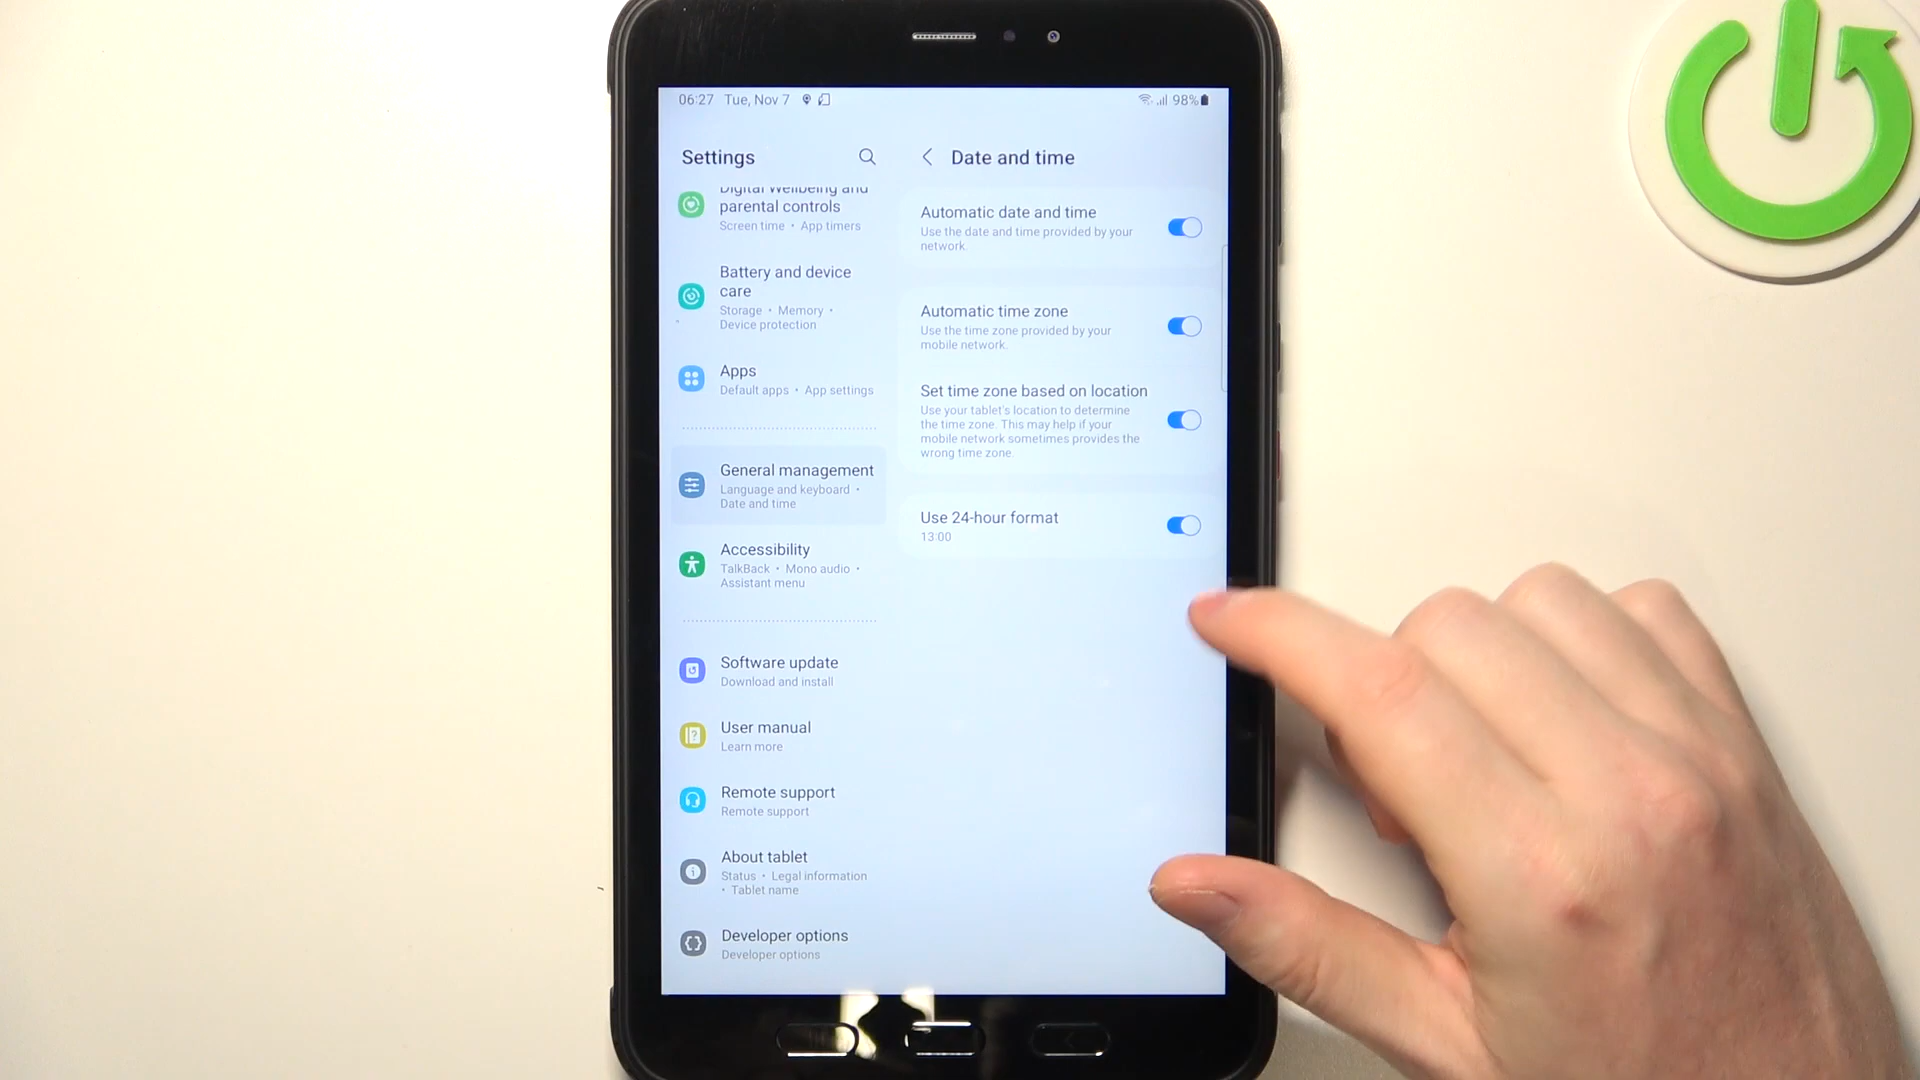 06:27 Tue, Nov 7
98%
Settings
Digital Wellbeing and
parental controls
Screen time • App timers
Battery and device
care
Storage • Memory •
Device protection
Apps
Default apps • App settings
General management
Language and keyboard •
Date and time
Accessibility
TalkBack • Mono audio •
Assistant menu
Software update
Download and install
User manual
Learn more
Remote support
Remote support
About tablet
Status • Legal information
• Tablet name
Developer options
Developer options
Date and time
Automatic date and time
Use the date and time provided by your
network.
Automatic time zone
Use the time zone provided by your
mobile network.
Set time zone based on location
Use your tablet's location to determine
the time zone. This may help if your
mobile network sometimes provides the
wrong time zone.
Use 24-hour format
13:00